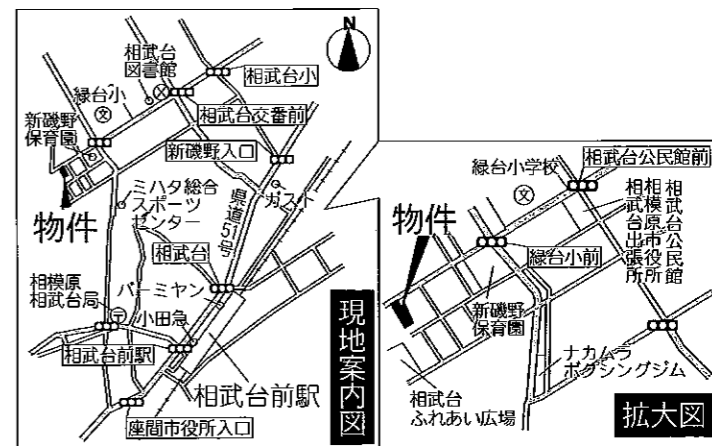 相武台
図書館
相武台小
緑台小
文
相武台交番前
新磯野
保育園
新磯野入口
ガスト
ミハタ総合
スポーツ
センター
県道51号
物件
相武台
バーミヤン
相模原
相武台局
小田急
相武台前駅
相武台前駅
座間市役所入口
現地案内図
緑台小学校
文
相武台公民館前
相武台公民館
相模原市役所
相武台出張所
物件
緑台小前
新磯野
保育園
ナカムラ
ボクシングジム
相武台
ふれあい広場
拡大図